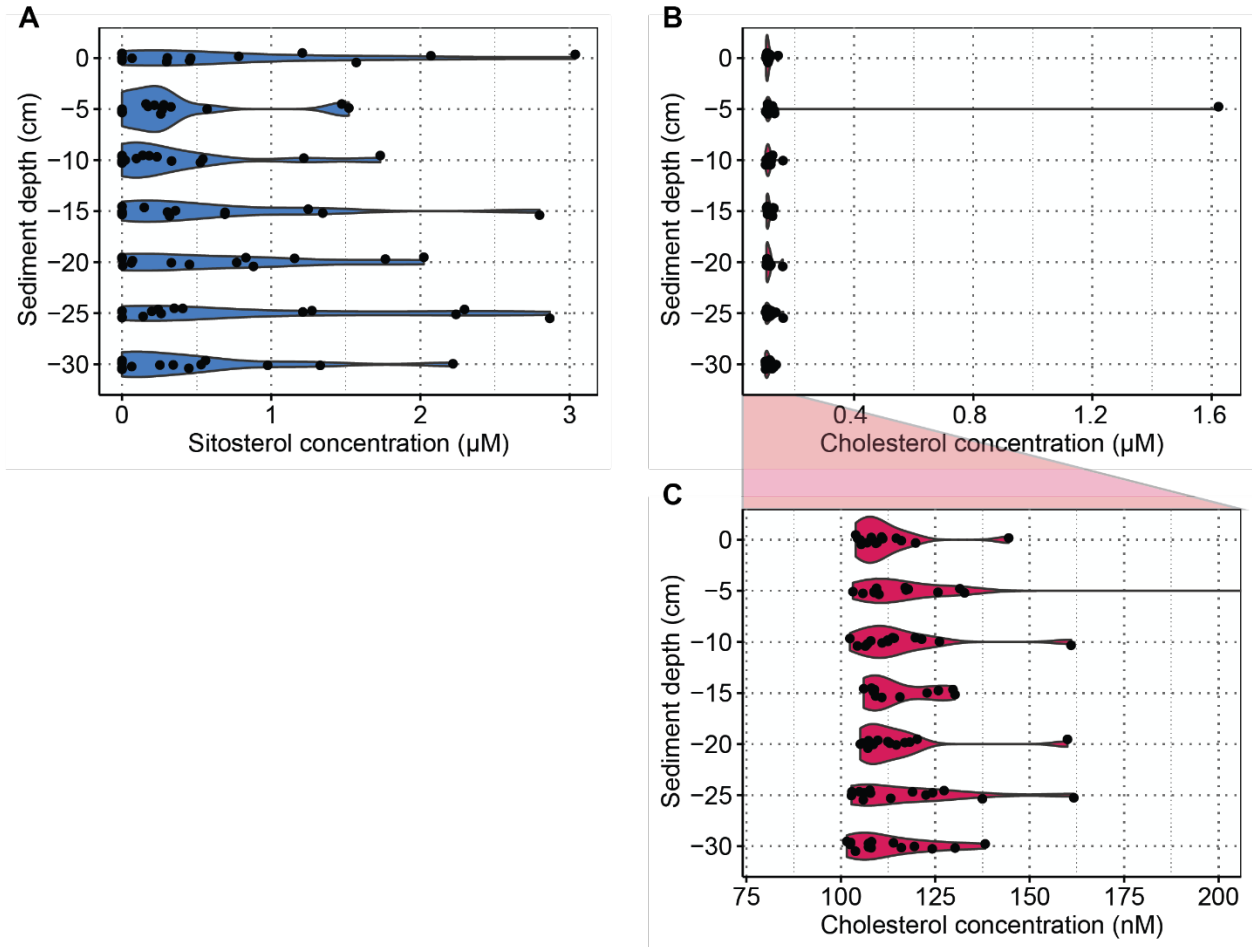 A
Sediment depth (cm)
0
−5
−10
−15
−20
−25
−30
0 1 2 3
Sitosterol concentration (μM)
B
Sediment depth (cm)
0
−5
−10
−15
−20
−25
−30
0.4 0.8 1.2 1.6
Cholesterol concentration (μM)
C
Sediment depth (cm)
0
−5
−10
−15
−20
−25
−30
75 100 125 150 175 200
Cholesterol concentration (nM)